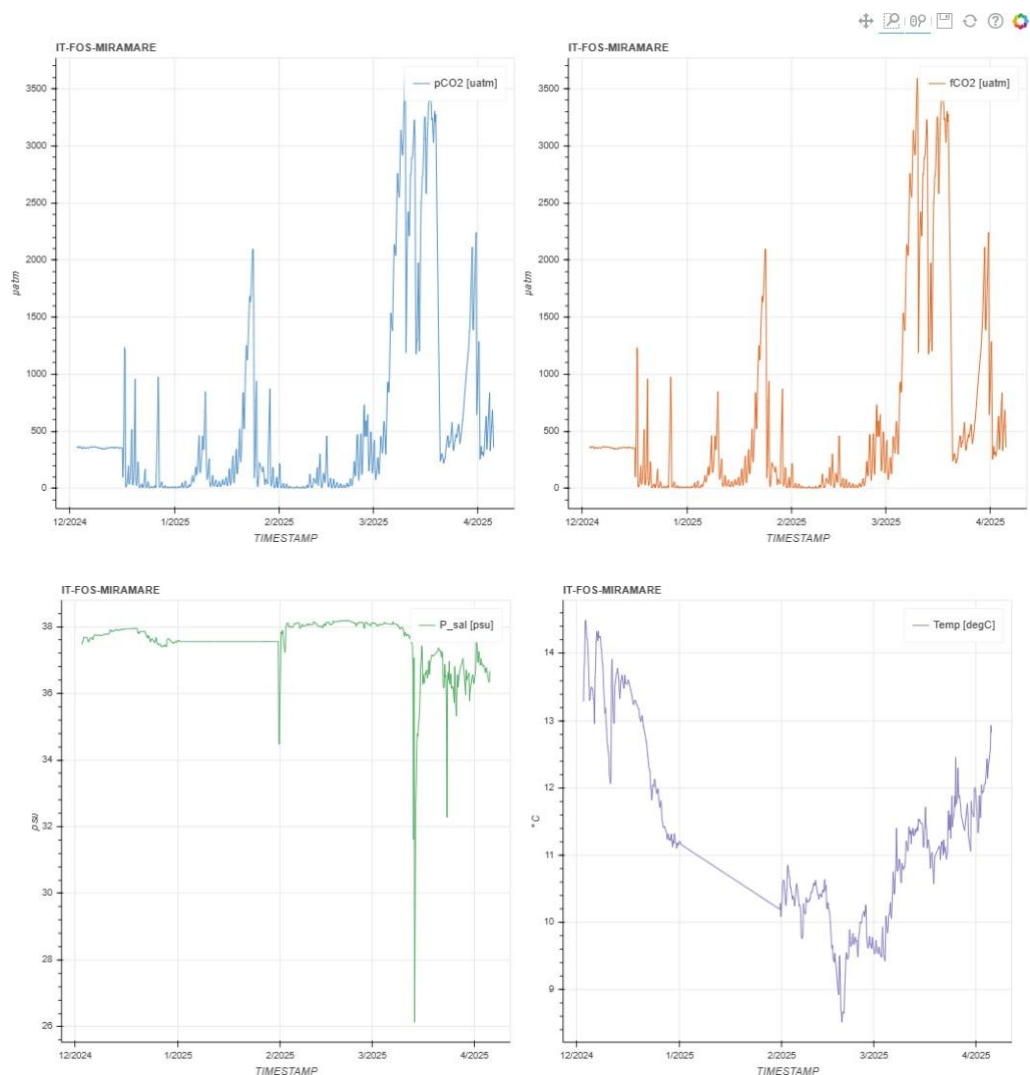 IT-FOS-MIRAMARE
pCO2 [uatm]
3500
3000
2500
2000
1500
1000
500
0
µatm
12/2024 1/2025 2/2025 3/2025 4/2025
TIMESTAMP
IT-FOS-MIRAMARE
fCO2 [uatm]
3500
3000
2500
2000
1500
1000
500
0
µatm
12/2024 1/2025 2/2025 3/2025 4/2025
TIMESTAMP
IT-FOS-MIRAMARE
P_sal [psu]
38
36
34
32
30
28
26
psu
12/2024 1/2025 2/2025 3/2025 4/2025
TIMESTAMP
IT-FOS-MIRAMARE
Temp [degC]
14
13
12
11
10
9
°C
12/2024 1/2025 2/2025 3/2025 4/2025
TIMESTAMP